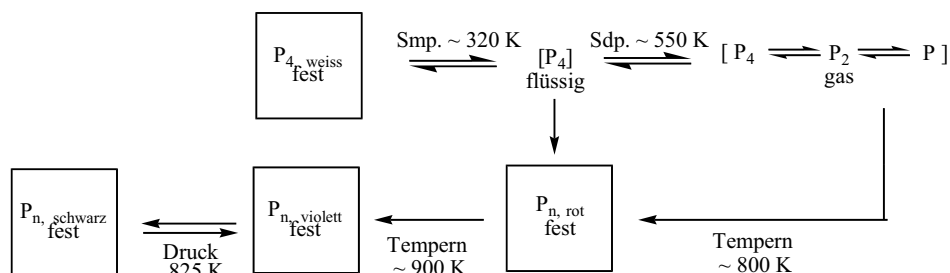 P4, weiss
fest
Smp. ~ 320 K
[P4]
flüssig
Sdp. ~ 550 K
[ P4
P2
P ]
gas
Pn, schwarz
fest
Druck
825 K
Pn, violett
fest
Tempern
~ 900 K
Pn, rot
fest
Tempern
~ 800 K